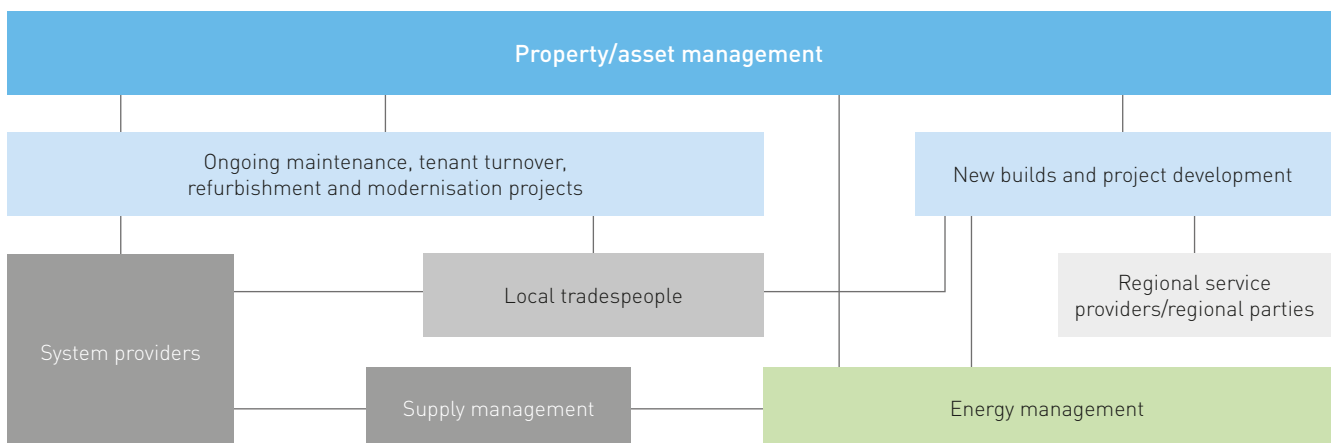 Property/asset management
Ongoing maintenance, tenant turnover,
refurbishment and modernisation projects
New builds and project development
Local tradespeople
Regional service
providers/regional parties
System providers
Supply management
Energy management